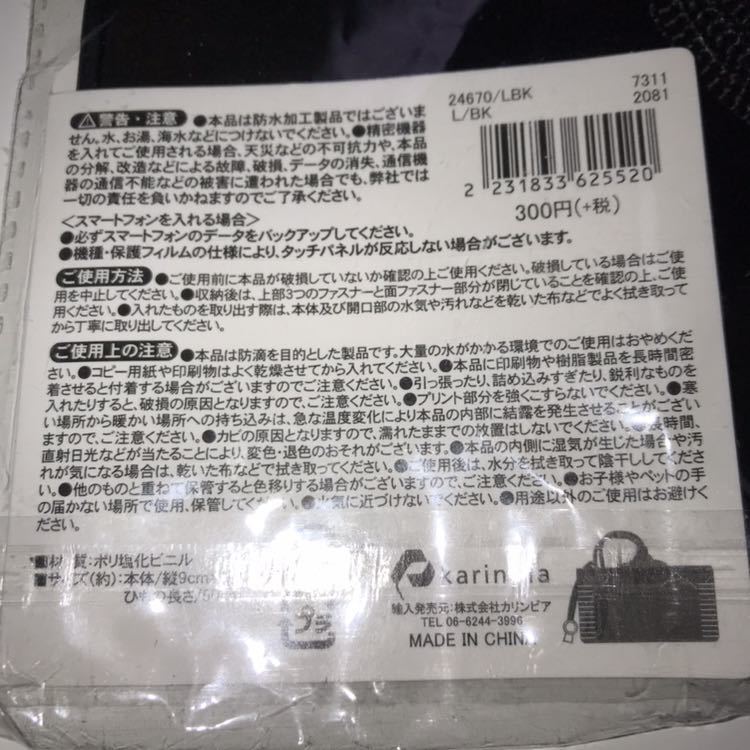 24670/LBK 7311
L/BK 2081
2 231833 625520
300円(+税)
警告・注意 ●本品は防水加工製品ではございま
せん。水、お湯、海水などにつけないでください。●精密機器
を入れてご使用される場合、天災などの不可抗力や、本品
の分解、改造などによる故障、破損、データの消失、通信機
器の通信不能などの被害に遭われた場合でも、弊社では
一切の責任を負いかねますのでご了承ください。
<スマートフォンを入れる場合>
●必ずスマートフォンのデータをバックアップしてください。
●機種・保護フィルムの仕様により、タッチパネルが反応しない場合がございます。
ご使用方法 ●ご使用前に本品が破損していないか確認の上ご使用ください。破損している場合はご使
用を中止してください。●収納後は、上部3つのファスナーと面ファスナー部分が閉じていることを確認の上、ご使
用ください。●入れたものを取り出す際は、本体及び開口部の水気や汚れなどを乾いた布などでよく拭き取って
から丁寧に取り出してください。
ご使用上の注意 ●本品は防滴を目的とした製品です。大量の水がかかる環境でのご使用はおやめくだ
さい。●コピー用紙や印刷物はよく乾燥させてから入れてください。●本品に印刷物や樹脂製品を長時間密
着させると付着する場合がございますのでご注意ください。●引っ張ったり、詰め込みすぎたり、鋭利なものを
入れたりすると、破損の原因となりますので、ご注意ください。●プリント部分を強くこすらないでください。●寒
い場所から暖かい場所への持ち込みは、急な温度変化により本品の内部に結露を発生させることがござい
ますので、ご注意ください。●カビの原因となりますので、濡れたままでの放置はしないでください。●長時間、
直射日光などが当たることにより、変色・退色のおそれがございます。●本品の内側に湿気が生じた場合や汚
れが気になる場合は、乾いた布などで拭き取ってください。●ご使用後は、水分を拭き取って陰干ししてくださ
い。●他のものと重ねて保管すると色移りする場合がございますので、ご注意ください。●お子様やペットの手
の届かない場所で使用、保管してください。●火気に近づけないでください。●用途以外のご使用はお避けく
ださい。
■材 質:ポリ塩化ビニル
■サイズ(約):本体/縦9cm
ひもの長さ/50
プラ
karin
輸入発売元:株式会社カリンピア
TEL 06-6244-3996
MADE IN CHINA